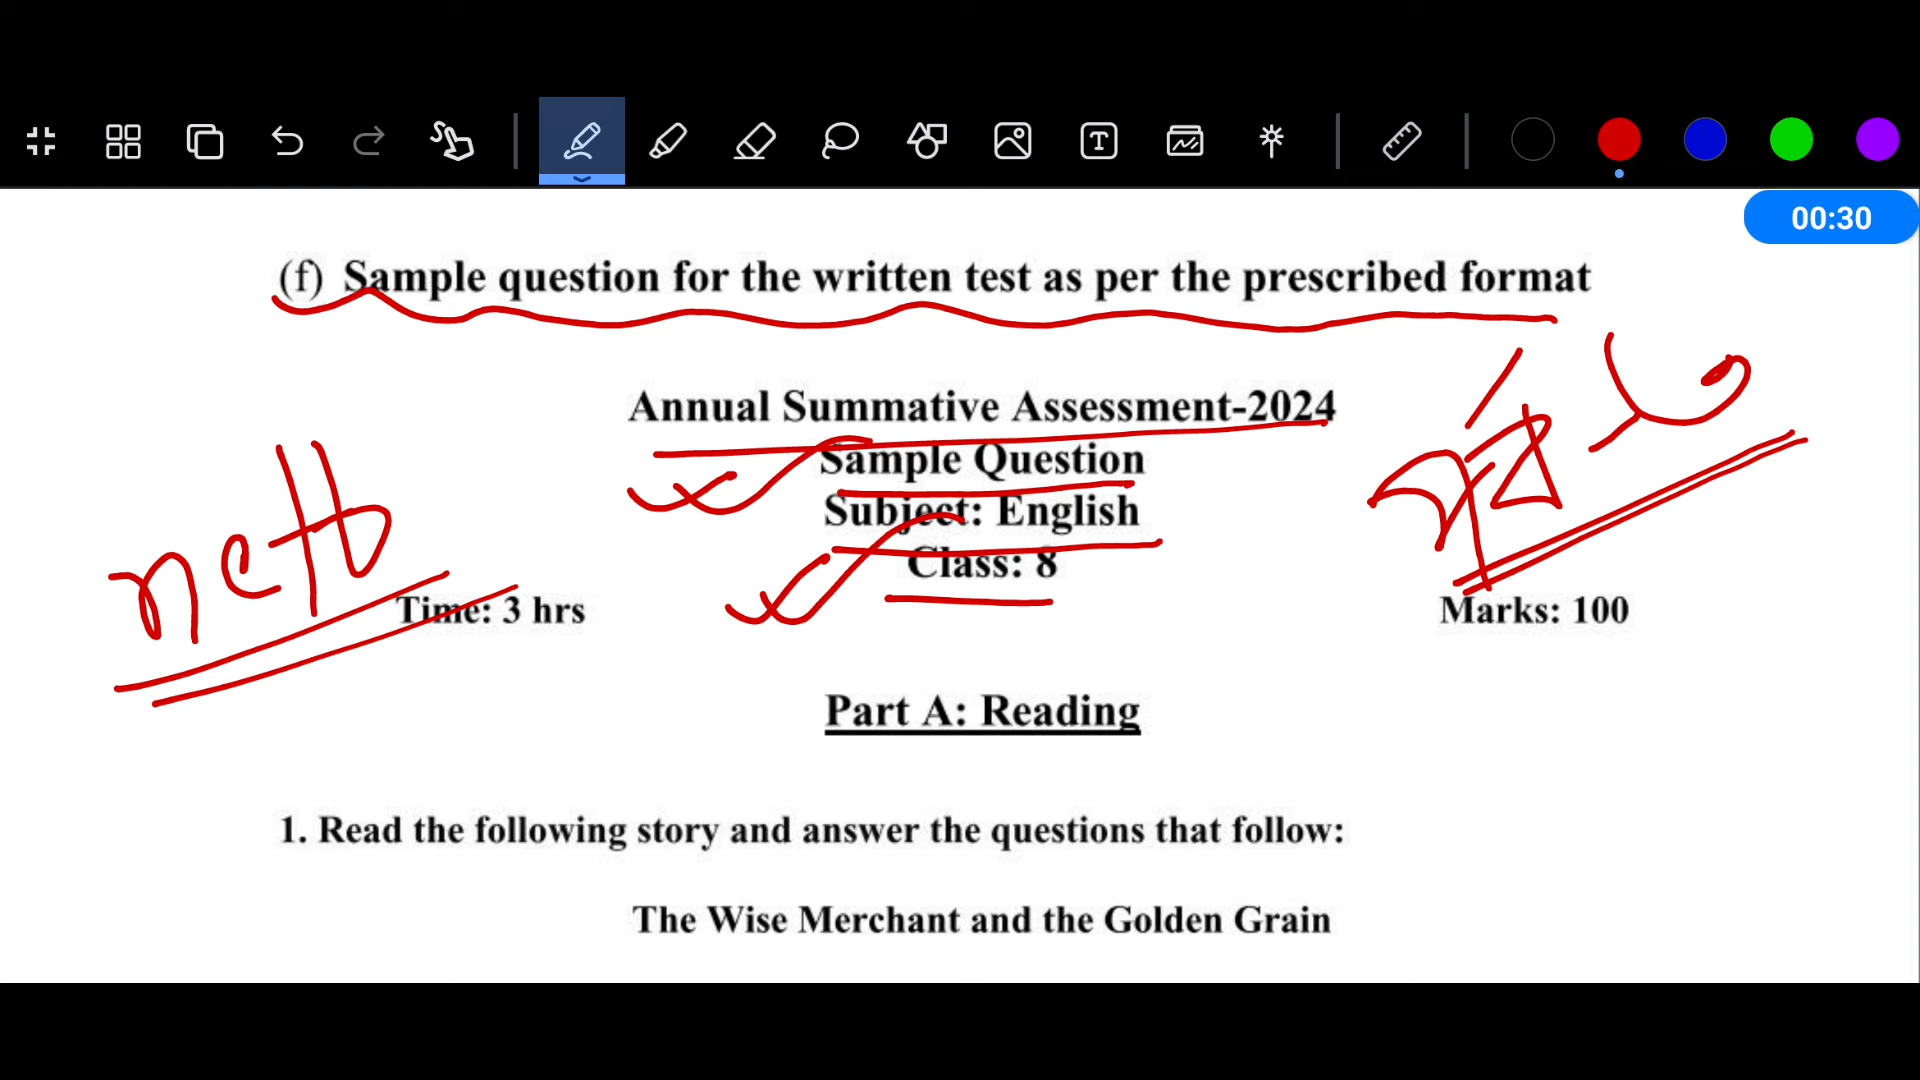 00:30
(f) Sample question for the written test as per the prescribed format
Annual Summative Assessment-2024
Sample Question
Subject: English
Class: 8
Time: 3 hrs
Marks: 100
Part A: Reading
1. Read the following story and answer the questions that follow:
The Wise Merchant and the Golden Grain